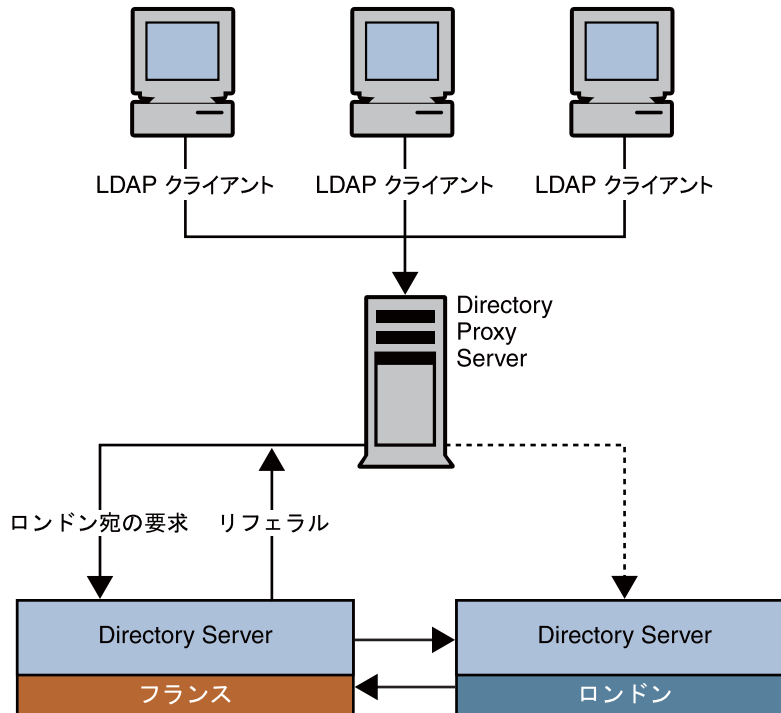 LDAP クライアント
LDAP クライアント
LDAP クライアント
Directory
Proxy
Server
ロンドン宛の要求
リフェラル
Directory Server
Directory Server
フランス
ロンドン